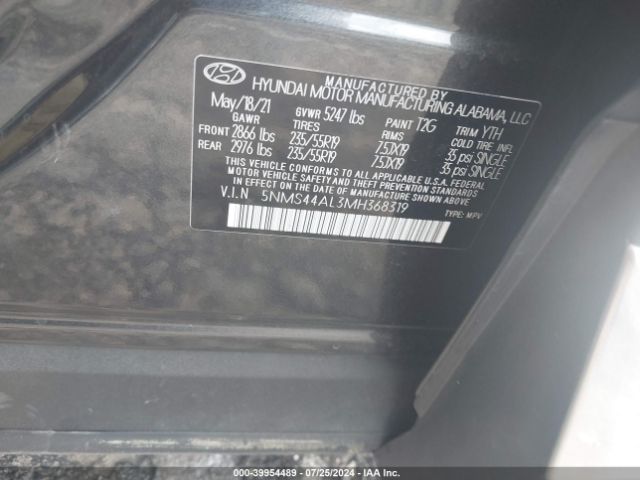 MANUFACTURED BY
HYUNDAI MOTOR MANUFACTURING ALABAMA, LLC
May/18/21 GVWR 5247 lbs PAINT T2G TRIM YTH
GAWR TIRES RIMS COLD TIRE INFL
FRONT 2866 lbs 235/55R19 7.5JX19 35 psi SINGLE
REAR 2976 lbs 235/55R19 7.5JX19 35 psi SINGLE
THIS VEHICLE CONFORMS TO ALL APPLICABLE U.S.A. FEDERAL
MOTOR VEHICLE SAFETY, BUMPER, AND THEFT PREVENTION STANDARDS
IN EFFECT ON THE DATE OF MANUFACTURE SHOWN ABOVE
V.I.N 5NMS44AL3MH368319
TYPE: MPV
000-39954489 - 07/25/2024 - IAA Inc.